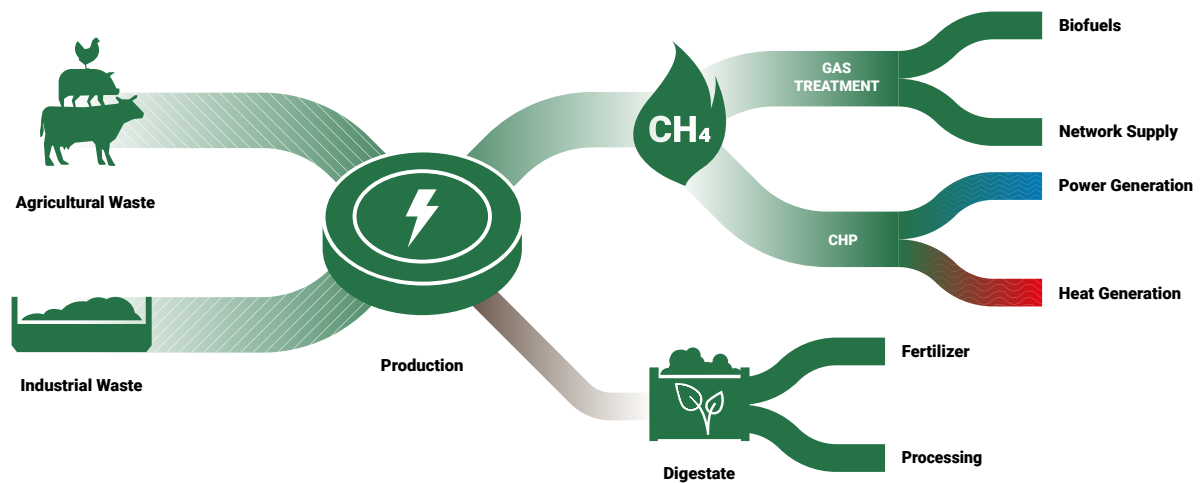 Agricultural Waste
Industrial Waste
Production
CH₄
GAS
TREATMENT
CHP
Biofuels
Network Supply
Power Generation
Heat Generation
Digestate
Fertilizer
Processing